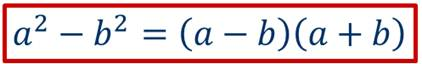 a² − b² = (a − b)(a + b)